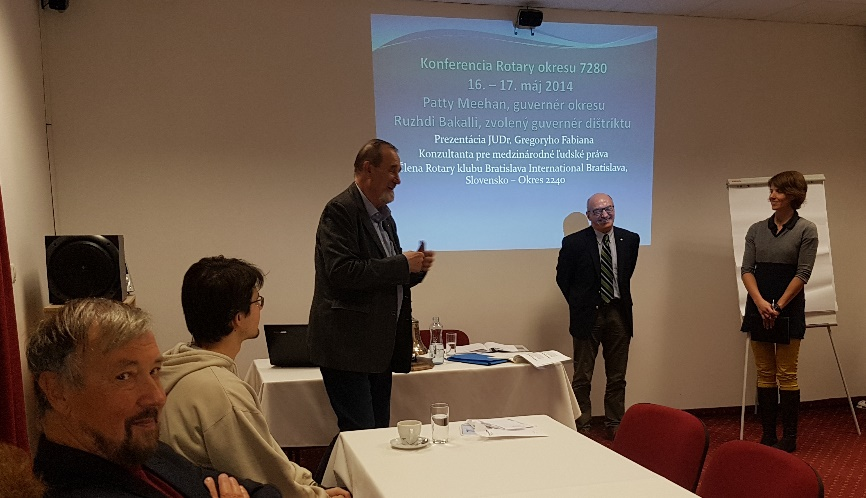 Konferencia Rotary okresu 7280
16. – 17. máj 2014
Patty Meehan, guvernér okresu
Ruzhdi Bakalli, zvolený guvernér dištriktu
Prezentácia JUDr. Gregoryho Fabiana
Konzultanta pre medzinárodné ľudské práva
Člena Rotary klubu Bratislava International Bratislava,
Slovensko – Okres 2240